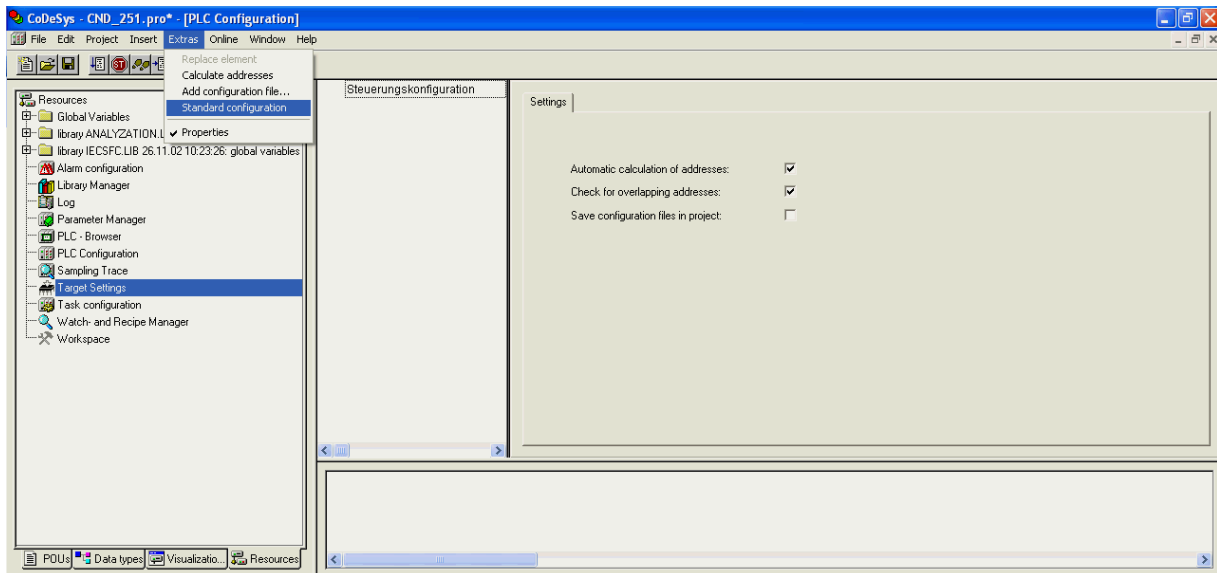 CoDeSys - CND_251.pro* - [PLC Configuration]
File Edit Project Insert Extras Online Window Help
Replace element
Calculate addresses
Add configuration file...
Standard configuration
Properties
Resources
Global Variables
library ANALYZATION.L
library IECSFC.LIB 26.11.02 10:23:26: global variables
Alarm configuration
Library Manager
Log
Parameter Manager
PLC - Browser
PLC Configuration
Sampling Trace
Target Settings
Task configuration
Watch- and Recipe Manager
Workspace
POUs Data types Visualizatio... Resources
Steuerungskonfiguration
Settings
Automatic calculation of addresses:
Check for overlapping addresses:
Save configuration files in project: